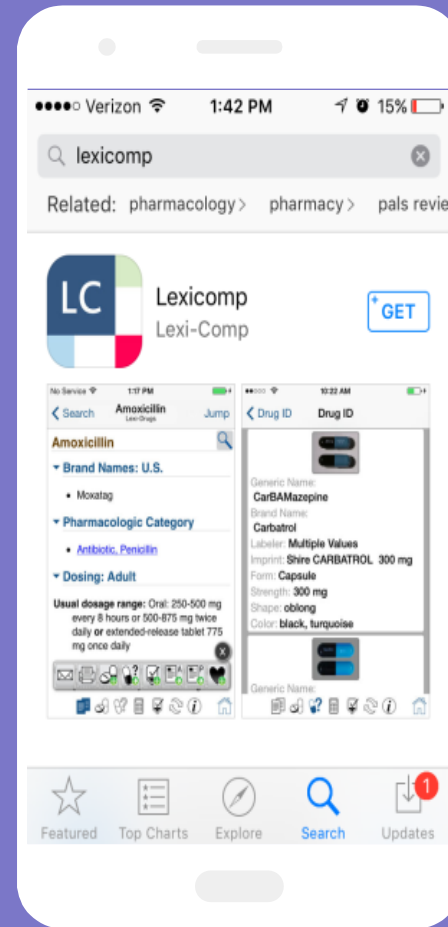 Verizon 1:42 PM 15%
lexicomp
Related: pharmacology > pharmacy > pals revie
LC
Lexicomp
Lexi-Comp
+ GET
No Service 1:17 PM
Search Amoxicillin Jump
Lexi-Drugs
Amoxicillin
Brand Names: U.S.
• Moxatag
Pharmacologic Category
• Antibiotic, Penicillin
Dosing: Adult
Usual dosage range: Oral: 250-500 mg
every 8 hours or 500-875 mg twice
daily or extended-release tablet 775
mg once daily
10:22 AM
Drug ID Drug ID
Generic Name:
CarBAMazepine
Brand Name:
Carbatrol
Labeler: Multiple Values
Imprint: Shire CARBATROL 300 mg
Form: Capsule
Strength: 300 mg
Shape: oblong
Color: black, turquoise
Generic Name:
Featured Top Charts Explore Search Updates
1